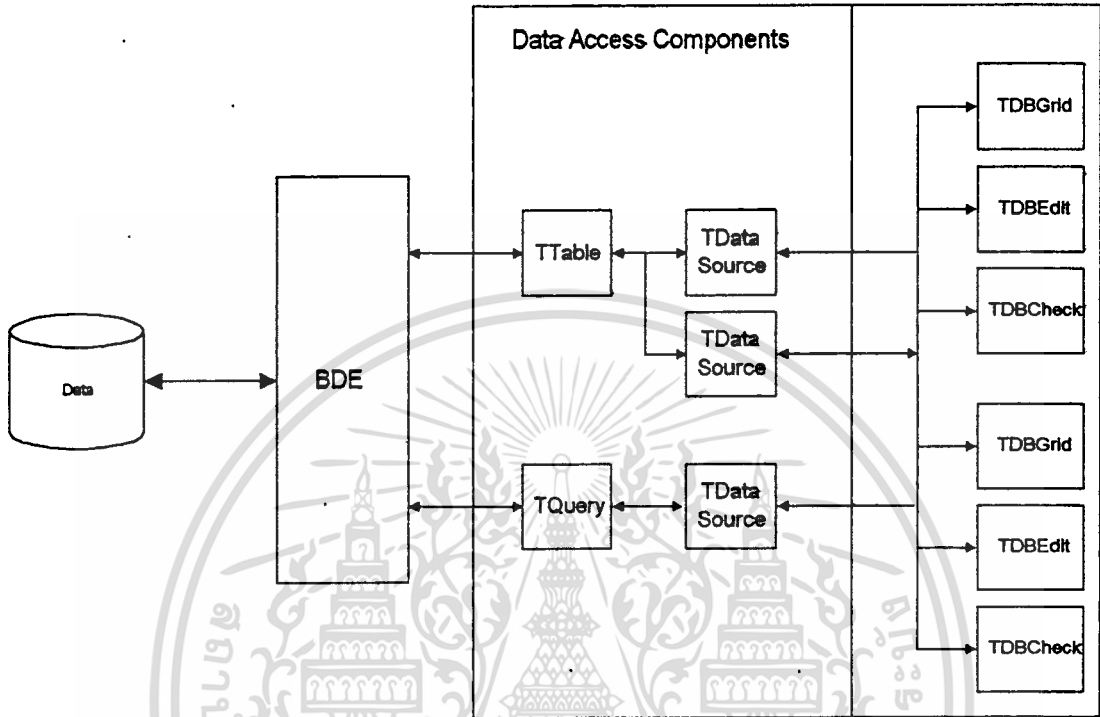 Data Access Components
TDBGrid
TDBEdit
TDBCheck
TTable
TData
Source
TData
Source
Data
BDE
TDBGrid
TQuery
TData
Source
TDBEdit
TDBCheck